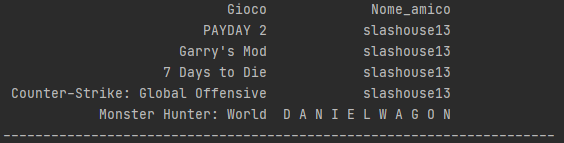 Gioco Nome_amico
PAYDAY 2 slashouse13
Garry's Mod slashouse13
7 Days to Die slashouse13
Counter-Strike: Global Offensive slashouse13
Monster Hunter: World D A N I E L W A G O N
----------------------------------------------------------------------